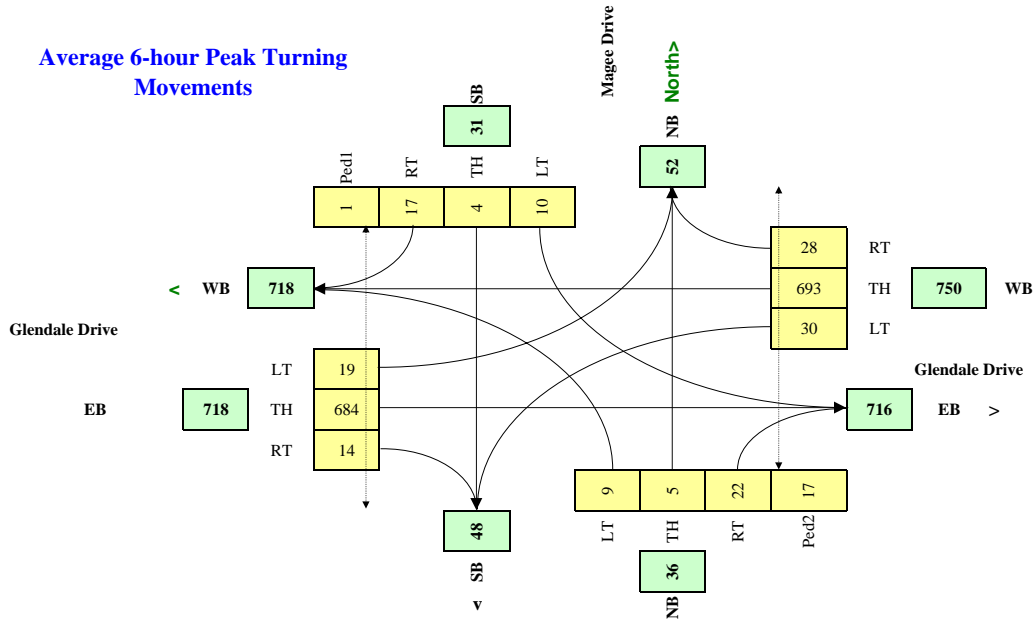 Average 6-hour Peak Turning
Movements
Magee Drive
North>
SB
31
NB
52
Ped1
RT
TH
LT
1
17
4
10
28
RT
< WB
718
693
TH
750
WB
30
LT
Glendale Drive
LT
19
Glendale Drive
EB
718
TH
684
716
EB >
RT
14
9
5
22
17
48
LT
TH
RT
Ped2
SB
36
v
NB